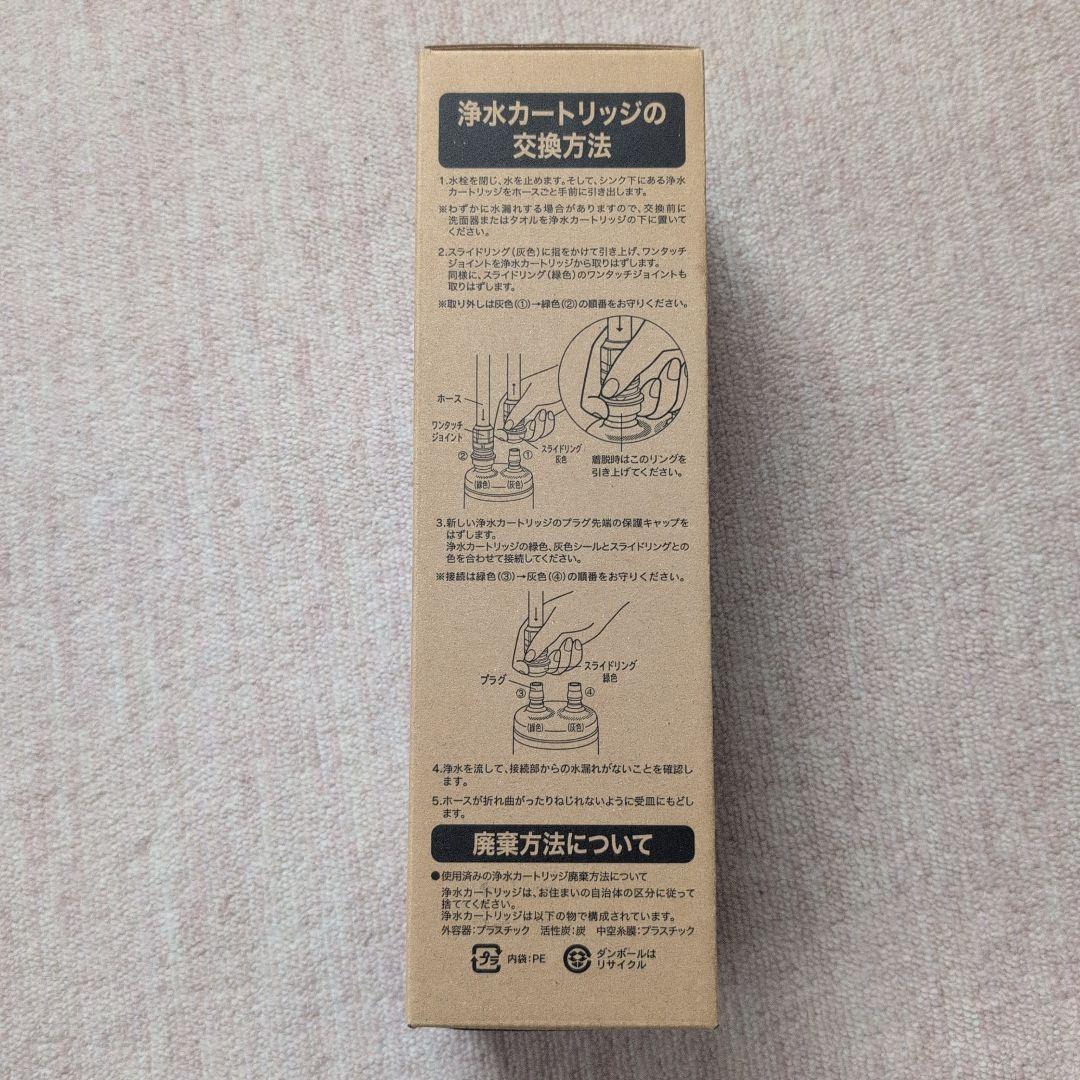 浄水カートリッジの
交換方法
1.水栓を閉じ、水を止めます。そして、シンク下にある浄水
カートリッジをホースごと手前に引き出します。
※わずかに水漏れする場合がありますので、交換前に
洗面器またはタオルを浄水カートリッジの下に置いて
ください。
2.スライドリング(灰色)に指をかけて引き上げ、ワンタッチ
ジョイントを浄水カートリッジから取りはずします。
同様に、スライドリング(緑色)のワンタッチジョイントも
取りはずします。
※取り外しは灰色(①)→緑色(②)の順番をお守りください。
ホース
ワンタッチ
ジョイント
②
①
スライドリング
灰色
(緑色)
(灰色)
着脱時はこのリングを
引き上げてください。
3.新しい浄水カートリッジのプラグ先端の保護キャップを
はずします。
浄水カートリッジの緑色、灰色シールとスライドリングとの
色を合わせて接続してください。
※接続は緑色(③)→灰色(④)の順番をお守りください。
スライドリング
緑色
プラグ
③
④
(緑色)
(灰色)
4.浄水を流して、接続部からの水漏れがないことを確認し
ます。
5.ホースが折れ曲がったりねじれないように受皿にもどし
ます。
廃棄方法について
●使用済みの浄水カートリッジ廃棄方法について
浄水カートリッジは、お住まいの自治体の区分に従って
捨ててください。
浄水カートリッジは以下の物で構成されています。
外容器:プラスチック 活性炭:炭 中空糸膜:プラスチック
プラ
内袋:PE
ダンボールは
リサイクル